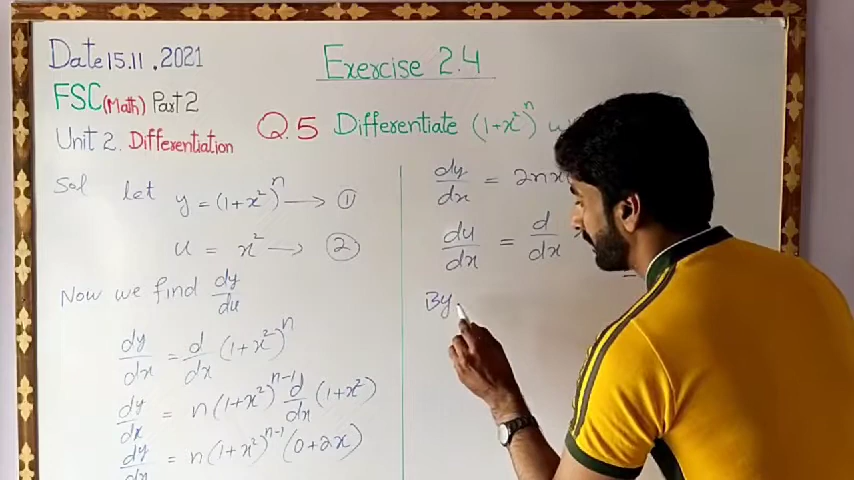 Date 15.11.2021
Exercise 2.4
FSC (Math) Part 2
Unit 2. Differentiation
Q.5 Differentiate (1+x²)ⁿ
Sol let y = (1+x²)ⁿ ⟶ ①
u = x² ⟶ ②
Now we find dy/du
dy/dx = d/dx (1+x²)ⁿ
dy/dx = n(1+x²)ⁿ⁻¹ d/dx (1+x²)
dy/dx = n(1+x²)ⁿ⁻¹ (0+2x)
dy/dx = 2nx(
du/dx = d/dx
By